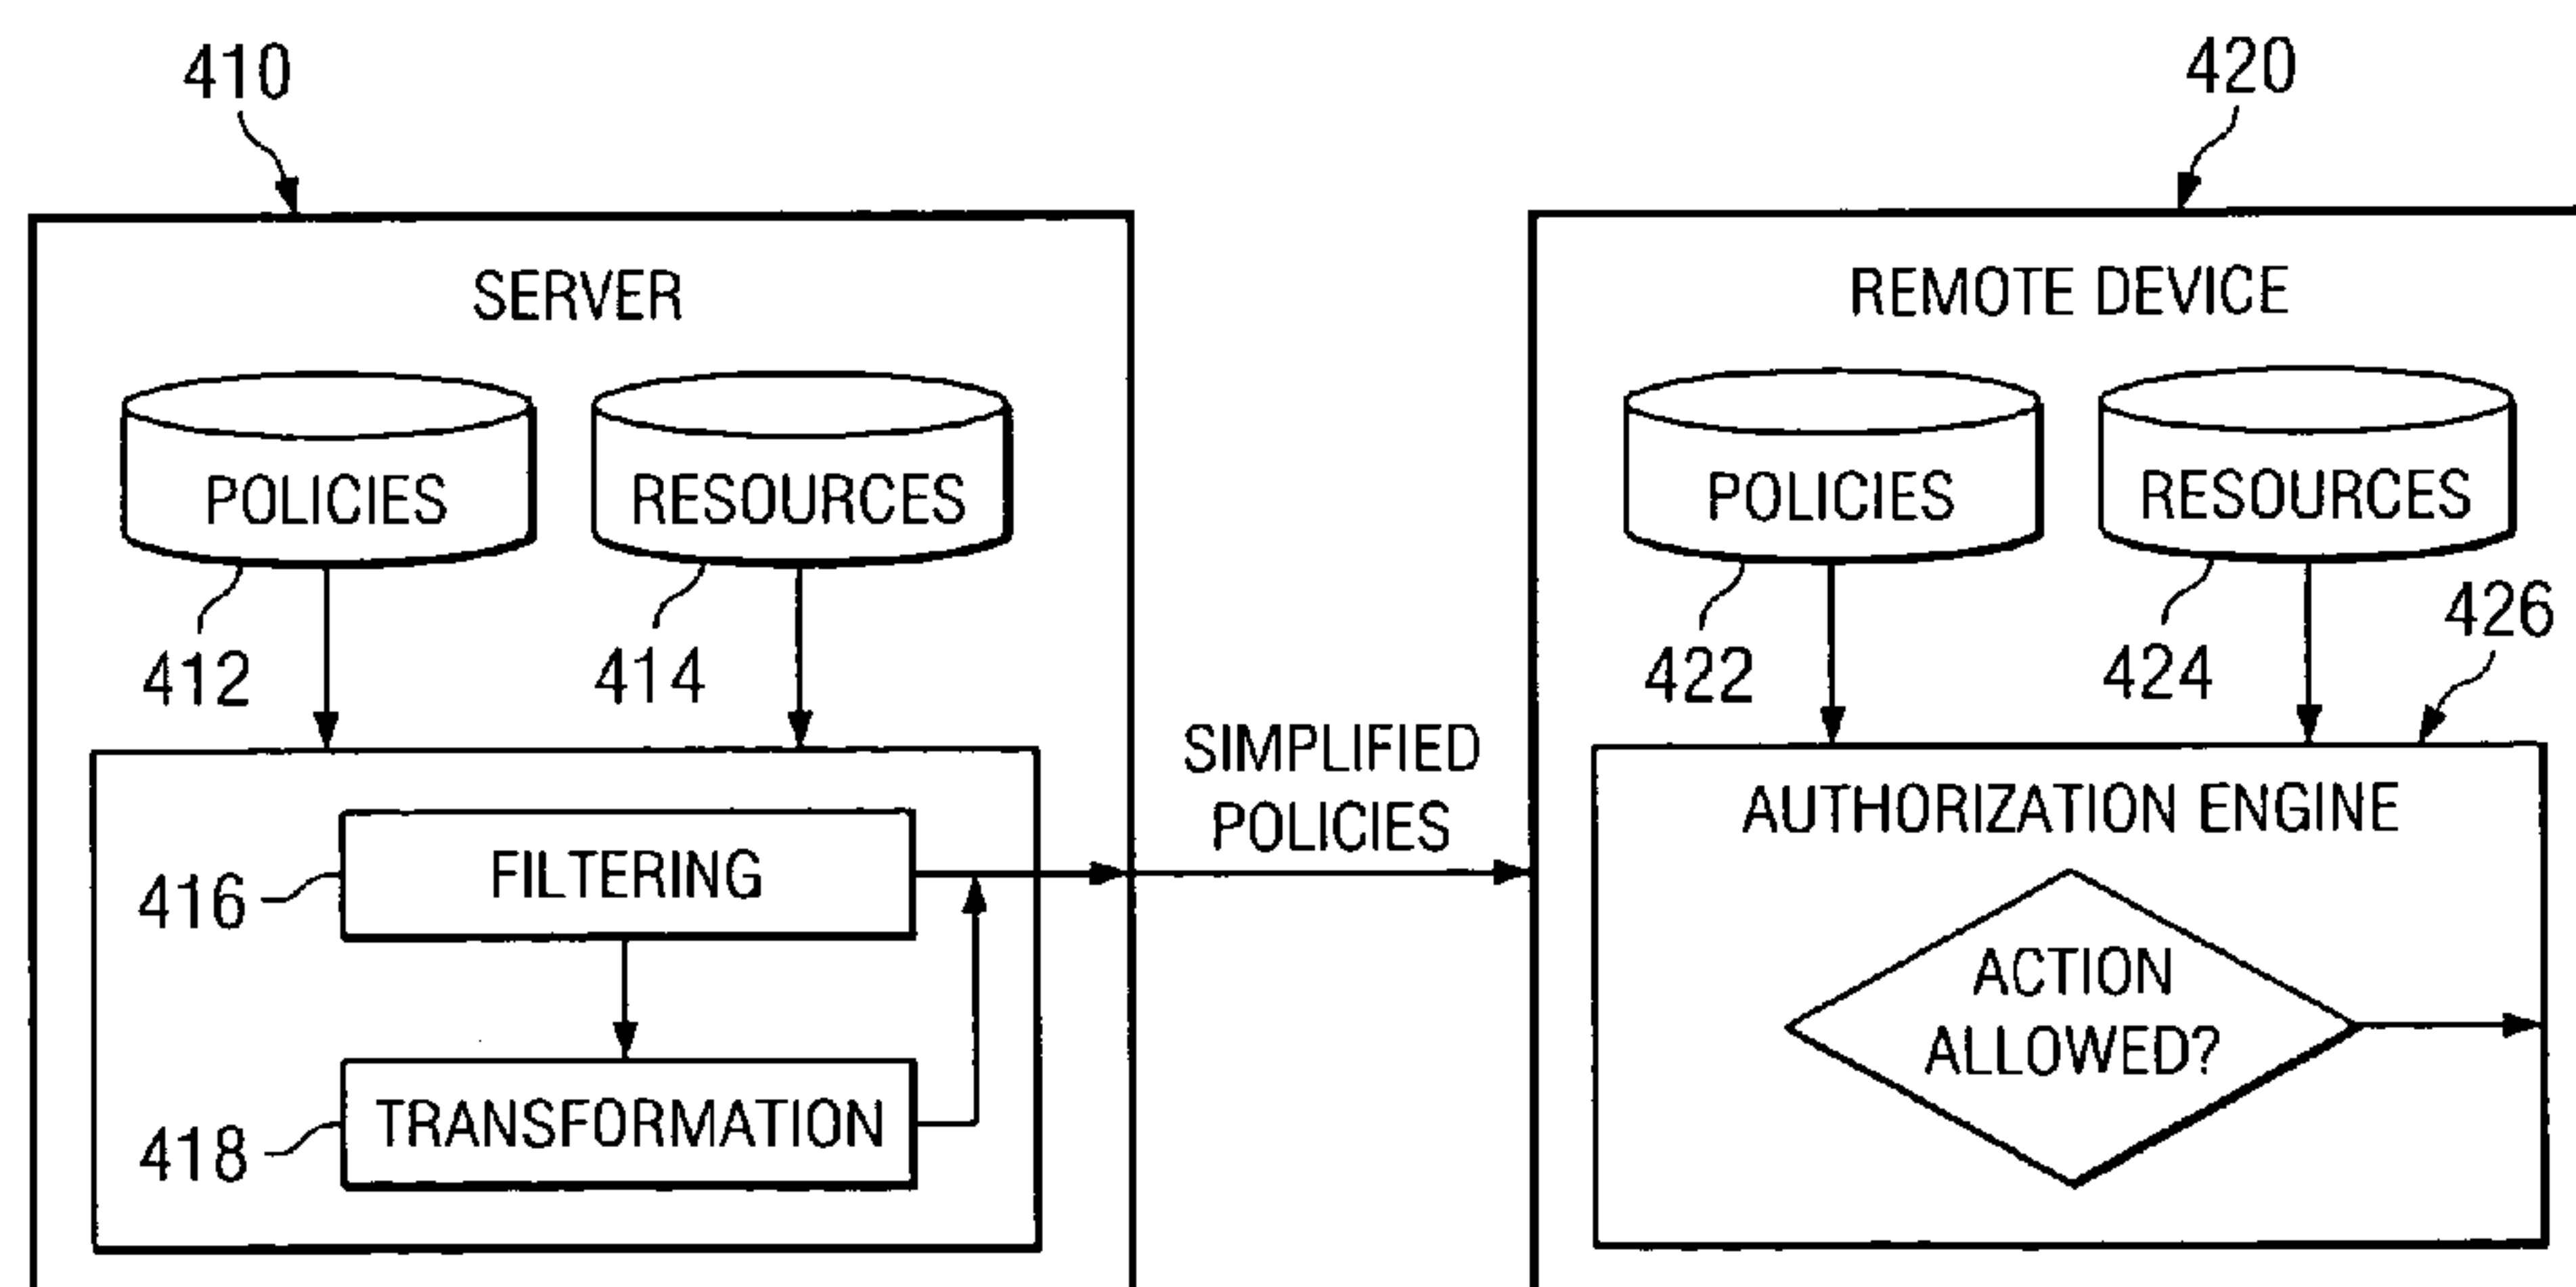 410
420
SERVER
REMOTE DEVICE
POLICIES
RESOURCES
POLICIES
RESOURCES
412
414
422
424
426
SIMPLIFIED
POLICIES
FILTERING
416
TRANSFORMATION
418
AUTHORIZATION ENGINE
ACTION
ALLOWED?